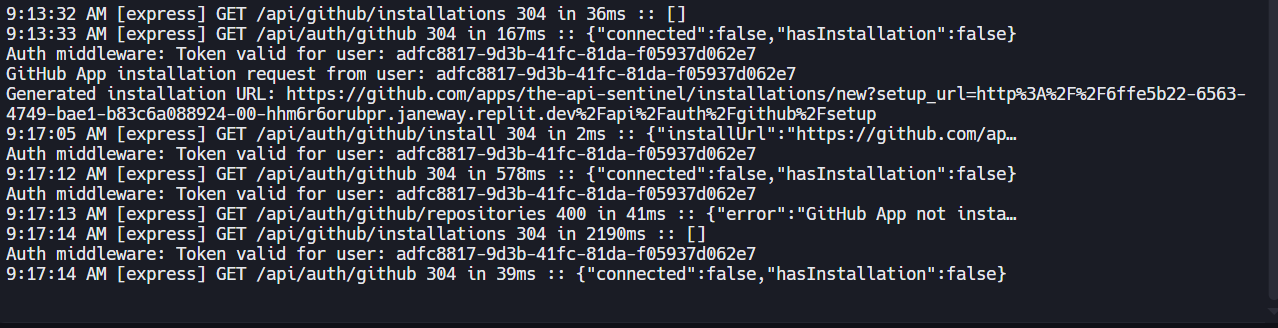 9:13:32 AM [express] GET /api/github/installations 304 in 36ms :: []
9:13:33 AM [express] GET /api/auth/github 304 in 167ms :: {"connected":false,"hasInstallation":false}
Auth middleware: Token valid for user: adfc8817-9d3b-41fc-81da-f05937d062e7
GitHub App installation request from user: adfc8817-9d3b-41fc-81da-f05937d062e7
Generated installation URL: https://github.com/apps/the-api-sentinel/installations/new?setup_url=http%3A%2F%2F6ffe5b22-6563-
4749-bae1-b83c6a088924-00-hhm6r6orubpr.janeway.replit.dev%2Fapi%2Fauth%2Fgithub%2Fsetup
9:17:05 AM [express] GET /api/auth/github/install 304 in 2ms :: {"installUrl":"https://github.com/ap…
Auth middleware: Token valid for user: adfc8817-9d3b-41fc-81da-f05937d062e7
9:17:12 AM [express] GET /api/auth/github 304 in 578ms :: {"connected":false,"hasInstallation":false}
Auth middleware: Token valid for user: adfc8817-9d3b-41fc-81da-f05937d062e7
9:17:13 AM [express] GET /api/auth/github/repositories 400 in 41ms :: {"error":"GitHub App not insta…
9:17:14 AM [express] GET /api/github/installations 304 in 2190ms :: []
Auth middleware: Token valid for user: adfc8817-9d3b-41fc-81da-f05937d062e7
9:17:14 AM [express] GET /api/auth/github 304 in 39ms :: {"connected":false,"hasInstallation":false}